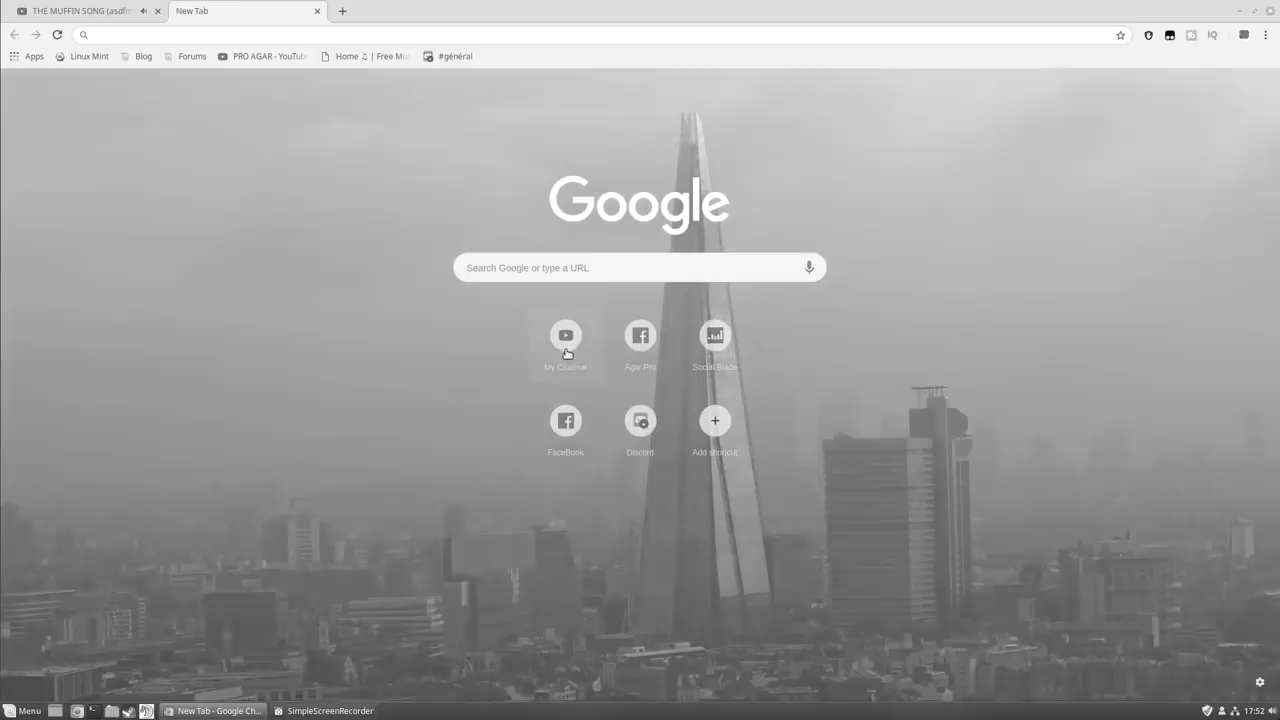 THE MUFFIN SONG (asdfm
New Tab
Apps
Linux Mint
Blog
Forums
PRO AGAR - YouTub
Home ♫ | Free Mu
#général
Google
Search Google or type a URL
My Channel
Agar Pro
Social Blade
FaceBook
Discord
Add shortcut
Menu
New Tab - Google Ch...
SimpleScreenRecorder
17:52